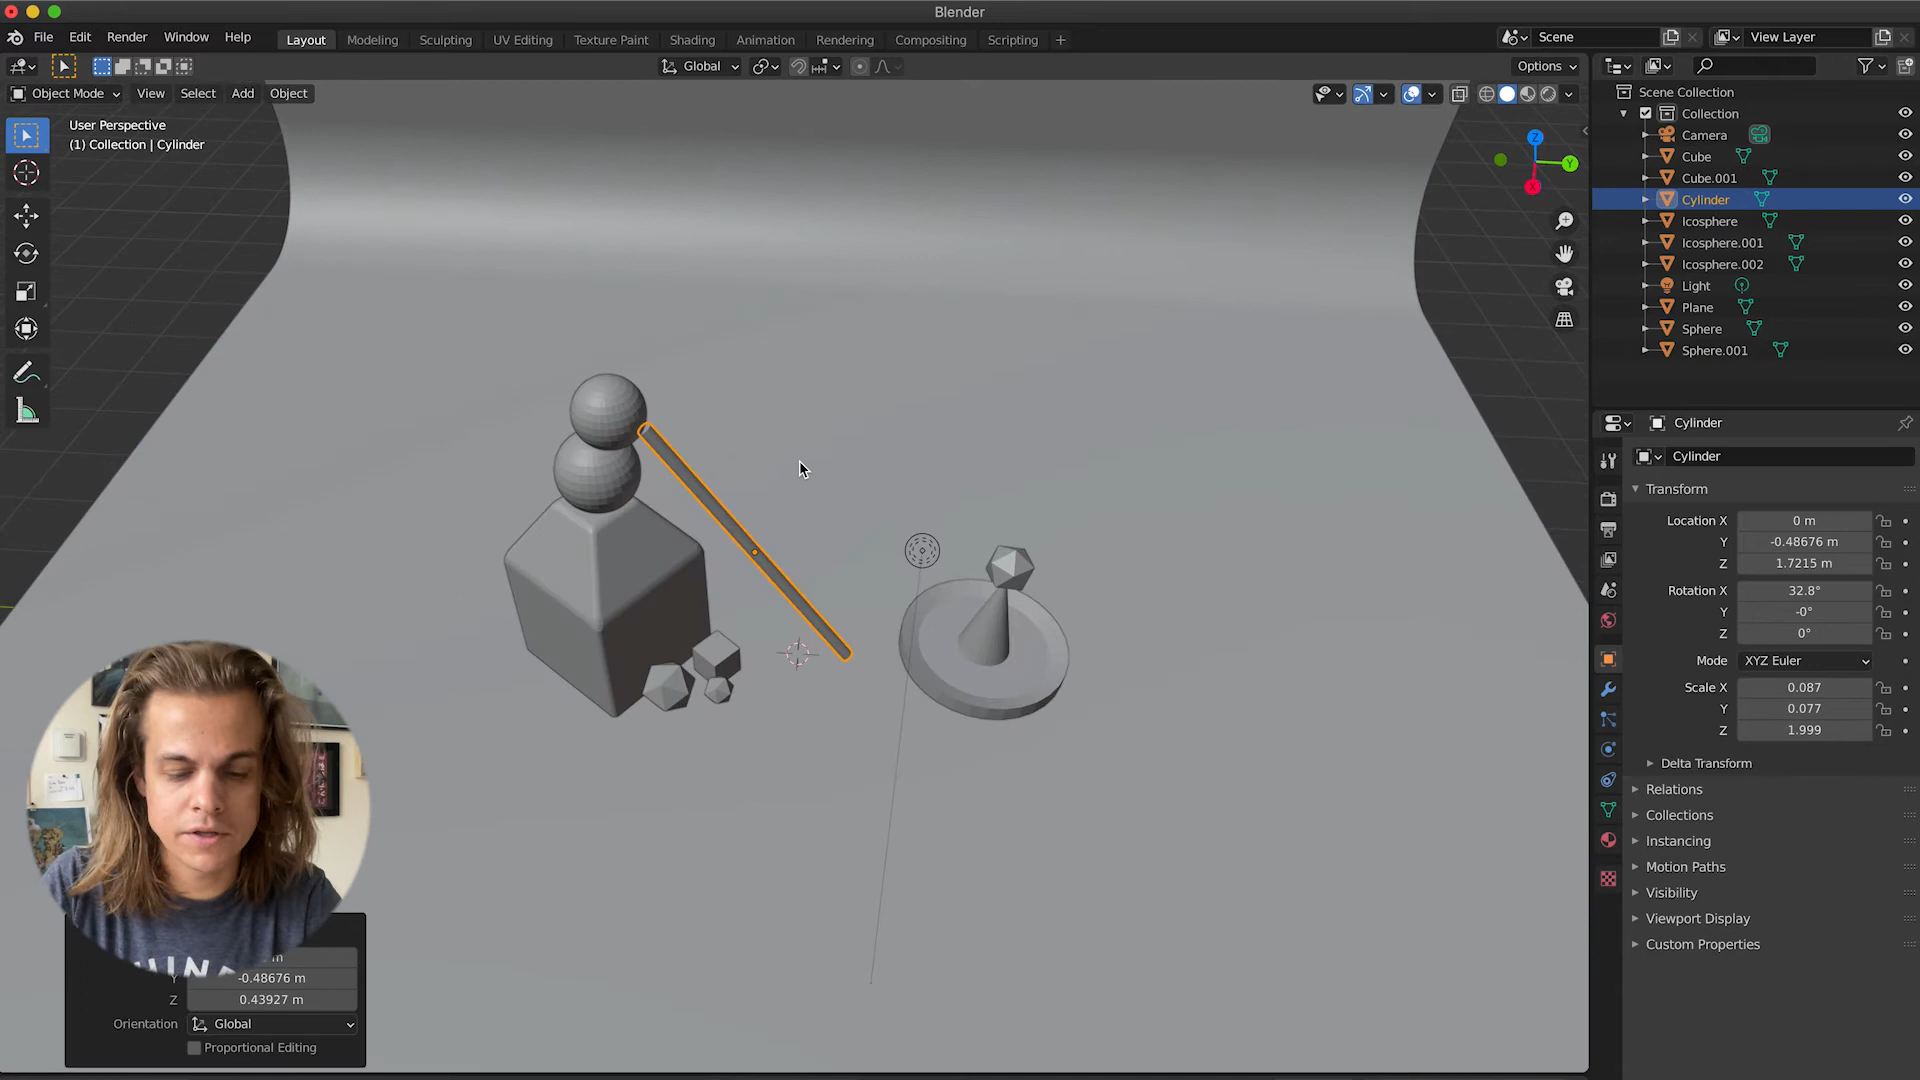 Blender
File Edit Render Window Help Layout Modeling Sculpting UV Editing Texture Paint Shading Animation Rendering Compositing Scripting + Scene View Layer
Global Options
Object Mode View Select Add Object
User Perspective
(1) Collection | Cylinder
Z
Y
X
Scene Collection
Collection
Camera
Cube
Cube.001
Cylinder
Icosphere
Icosphere.001
Icosphere.002
Light
Plane
Sphere
Sphere.001
Cylinder
Cylinder
Transform
Location X 0 m
Y -0.48676 m
Z 1.7215 m
Rotation X 32.8°
Y -0°
Z 0°
Mode XYZ Euler
Scale X 0.087
Y 0.077
Z 1.999
Delta Transform
Relations
Collections
Instancing
Motion Paths
Visibility
Viewport Display
Custom Properties
m
Y -0.48676 m
Z 0.43927 m
Orientation Global
Proportional Editing